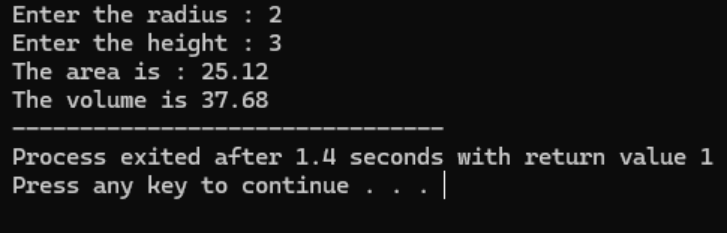 Enter the radius : 2
Enter the height : 3
The area is : 25.12
The volume is 37.68
--------------------------------
Process exited after 1.4 seconds with return value 1
Press any key to continue . . .